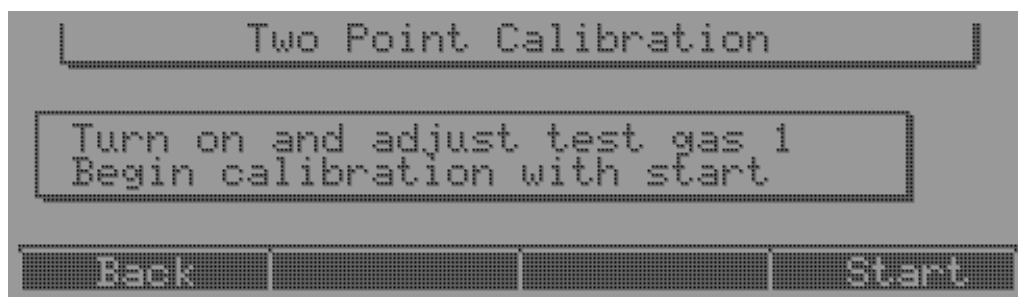 Two Point Calibration
Turn on and adjust test gas 1
Begin calibration with start
Back
Start